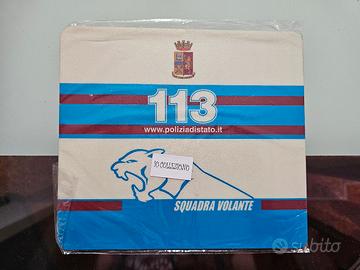 113
www.poliziadistato.it
IO COLLEZIONO
SQUADRA VOLANTE
subito